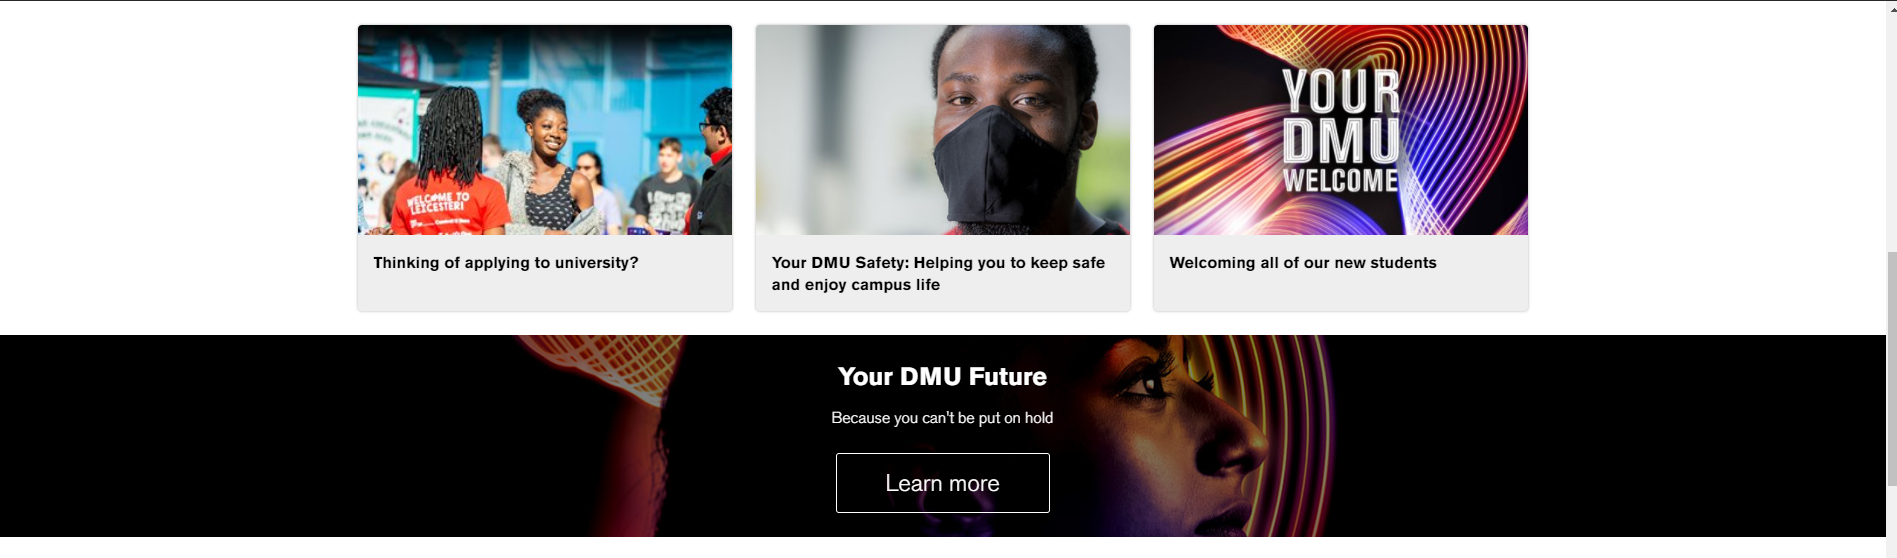 WELCOME TO
LEICESTER!
Thinking of applying to university?
Your DMU Safety: Helping you to keep safe
and enjoy campus life
YOUR
DMU
WELCOME
Welcoming all of our new students
Your DMU Future
Because you can't be put on hold
Learn more